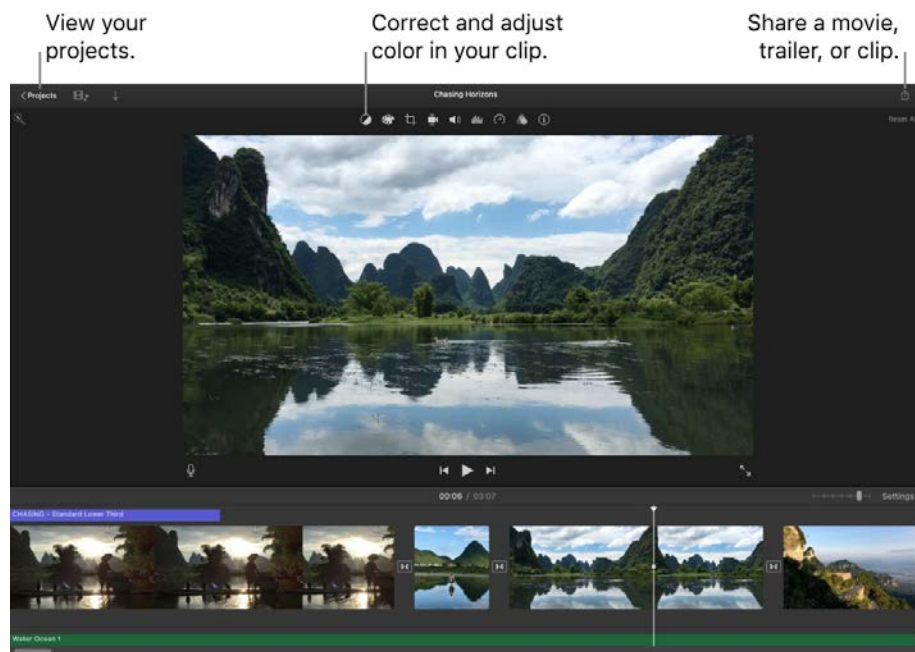 View your
projects.
Correct and adjust
color in your clip.
Share a movie,
trailer, or clip.
Projects
Chasing Horizons
Reset A
00:06 / 03:07
Settings
CHASING – Standard Lower Third
Water Ocean 1